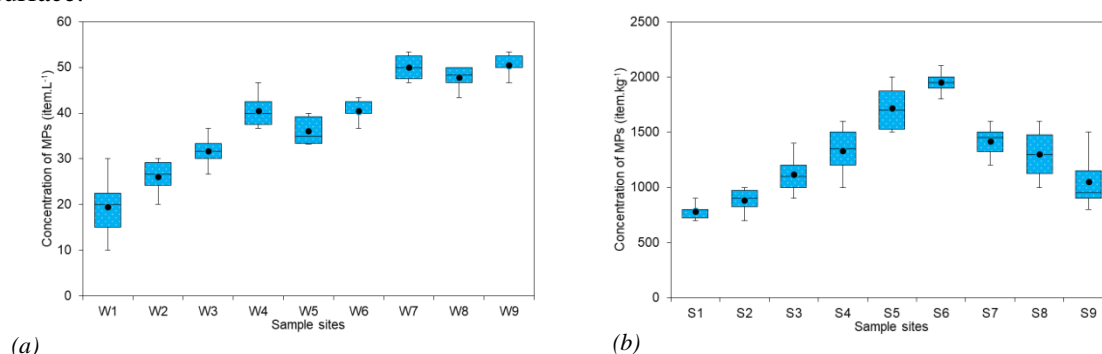 60
50
40
30
20
10
0
Concentration of MPs (item.L⁻¹)
W1 W2 W3 W4 W5 W6 W7 W8 W9
Sample sites
(a)
2500
2000
1500
1000
500
0
Concentration of MPs (item.kg⁻¹)
S1 S2 S3 S4 S5 S6 S7 S8 S9
Sample sites
(b)